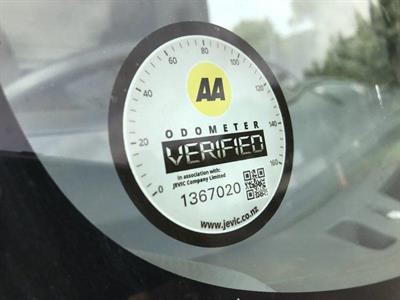 0 20 40 60 80 100 120 140 160
AA
ODOMETER
VERIFIED
In association with:
JEVIC Company Limited
1367020
www.jevic.co.nz